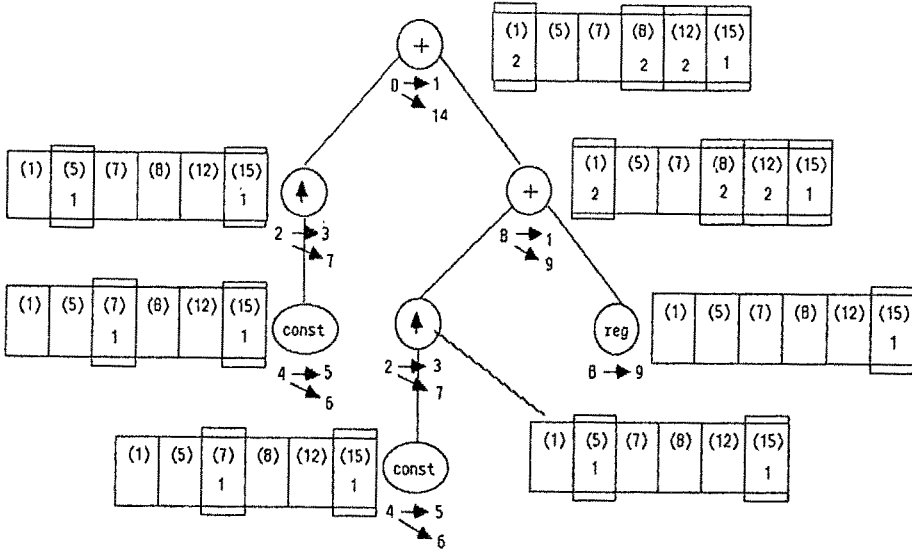 (1) (5) (7) (8) (12) (15)
2 2 2 1
+
0 → 1
14
(1) (5) (7) (8) (12) (15)
1 1
↑
2 → 3
7
+
8 → 1
9
(1) (5) (7) (8) (12) (15)
2 2 2 1
(1) (5) (7) (8) (12) (15)
1 1
const
4 → 5
6
↑
2 → 3
7
reg
8 → 9
(1) (5) (7) (8) (12) (15)
1
(1) (5) (7) (8) (12) (15)
1 1
const
4 → 5
6
(1) (5) (7) (8) (12) (15)
1 1